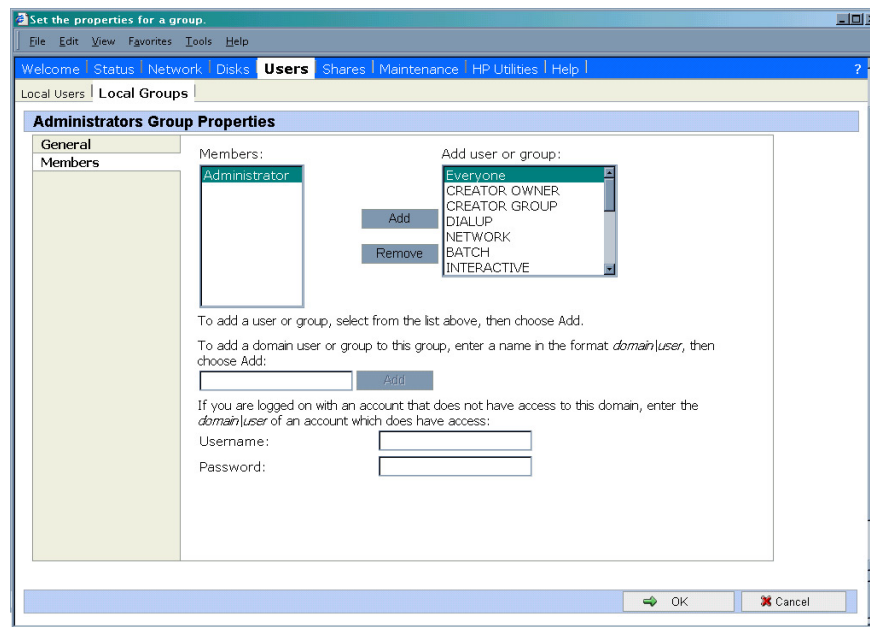 Set the properties for a group.
File Edit View Favorites Tools Help
Welcome Status Network Disks Users Shares Maintenance HP Utilities Help ?
Local Users Local Groups
Administrators Group Properties
General
Members
Members:
Administrator
Add user or group:
Everyone
CREATOR OWNER
CREATOR GROUP
DIALUP
NETWORK
BATCH
INTERACTIVE
Add
Remove
To add a user or group, select from the list above, then choose Add.
To add a domain user or group to this group, enter a name in the format domain\user, then
choose Add:
Add
If you are logged on with an account that does not have access to this domain, enter the
domain\user of an account which does have access:
Username:
Password:
OK
Cancel